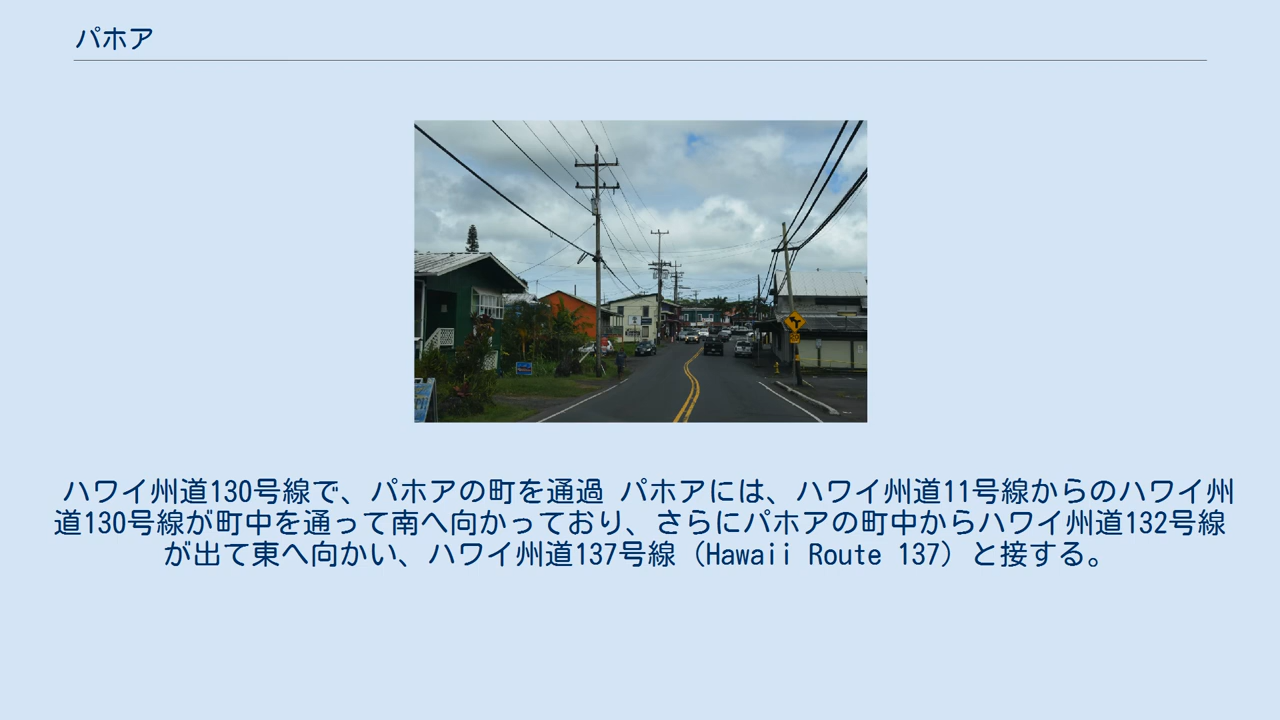 パホア
ハワイ州道130号線で、パホアの町を通過 パホアには、ハワイ州道11号線からのハワイ州
道130号線が町中を通って南へ向かっており、さらにパホアの町中からハワイ州道132号線
が出て東へ向かい、ハワイ州道137号線（Hawaii Route 137）と接する。